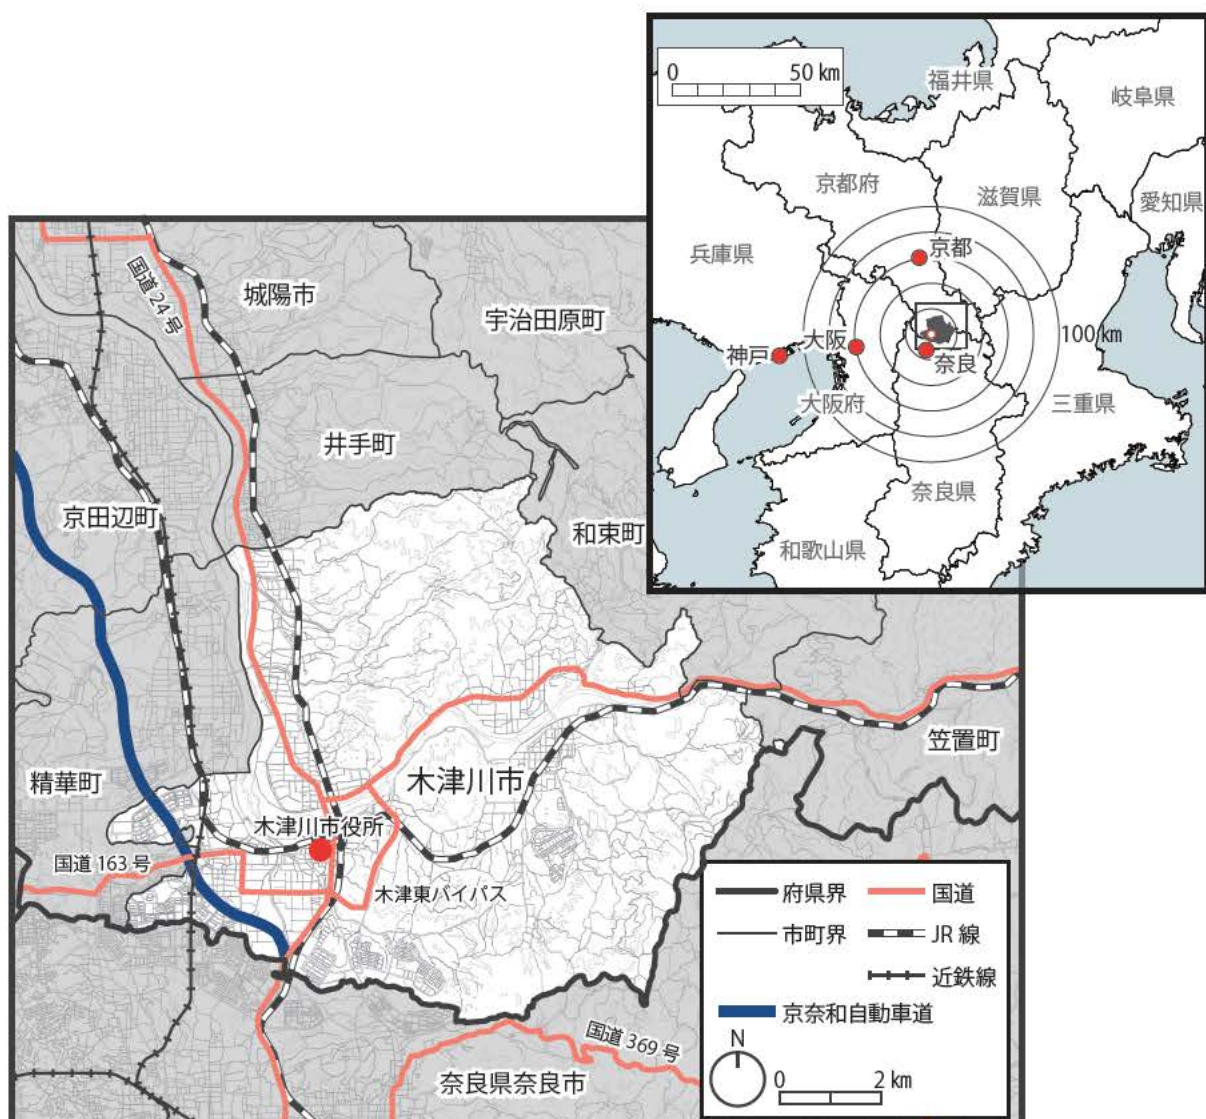 0 50 km
福井県
岐阜県
京都府
滋賀県
愛知県
兵庫県
京都
100 km
大阪
神戸
奈良
大阪府
三重県
奈良県
和歌山県
国道 24 号
城陽市
宇治田原町
井手町
京田辺町
和束町
笠置町
木津川市
精華町
木津川市役所
国道 163 号
木津東バイパス
国道 369 号
奈良県奈良市
府県界 国道
市町界 JR 線
近鉄線
京奈和自動車道
N
0 2 km